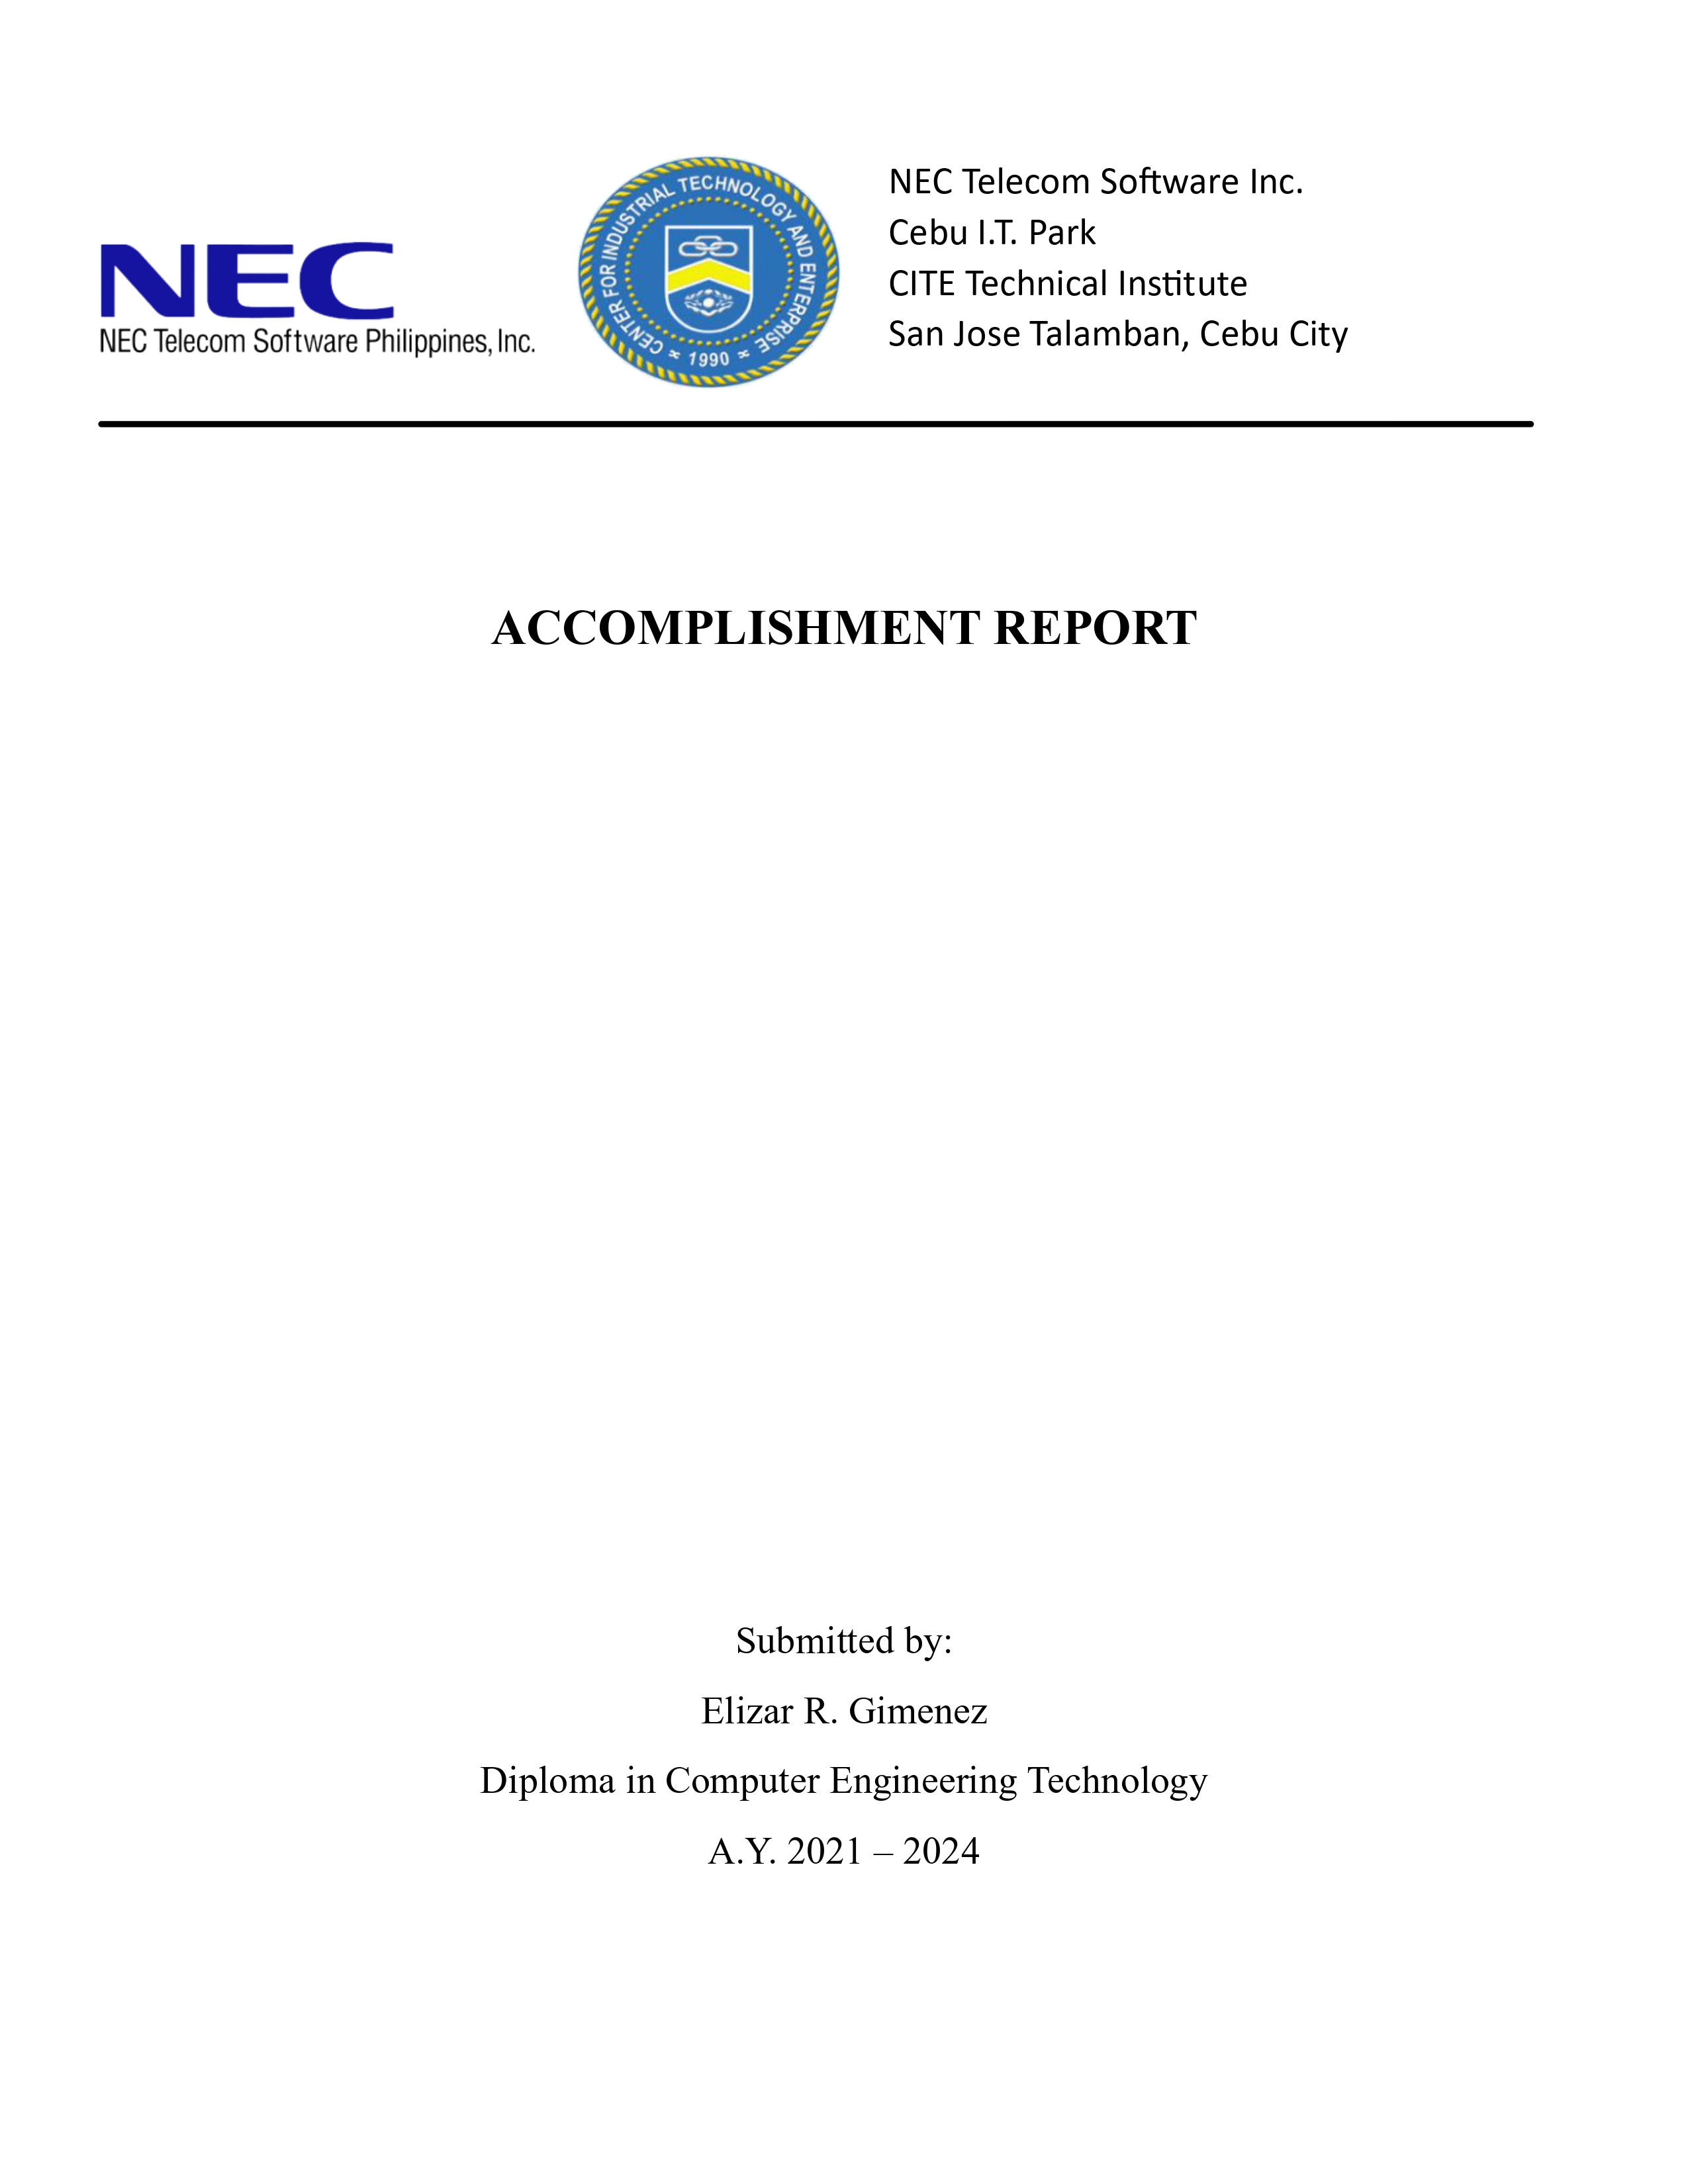 NEC
NEC Telecom Software Philippines, Inc.
CENTER FOR INDUSTRIAL TECHNOLOGY AND ENTERPRISE
1990
NEC Telecom Software Inc.
Cebu I.T. Park
CITE Technical Institute
San Jose Talamban, Cebu City
ACCOMPLISHMENT REPORT
Submitted by:
Elizar R. Gimenez
Diploma in Computer Engineering Technology
A.Y. 2021 – 2024